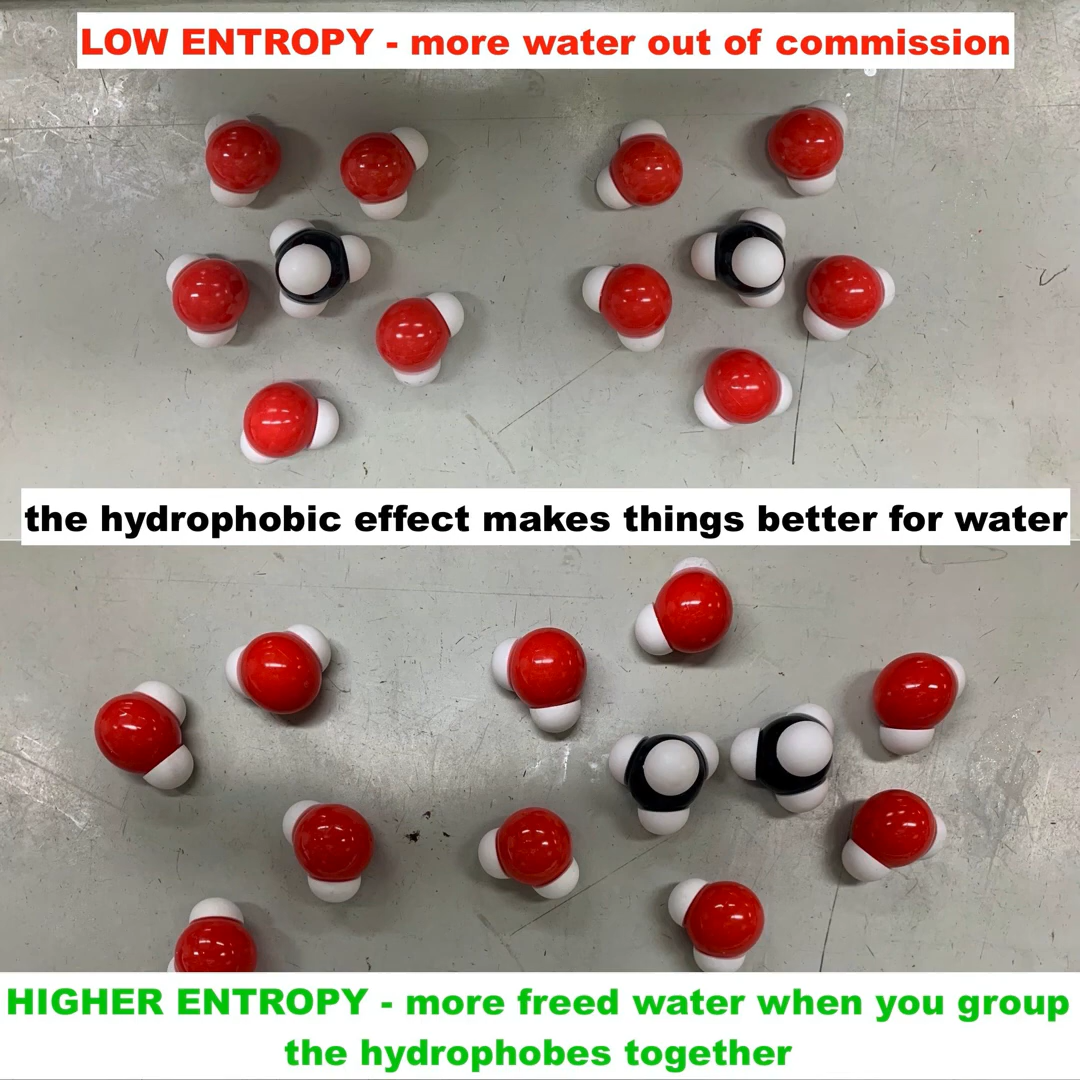 LOW ENTROPY - more water out of commission
the hydrophobic effect makes things better for water
HIGHER ENTROPY - more freed water when you group
the hydrophobes together